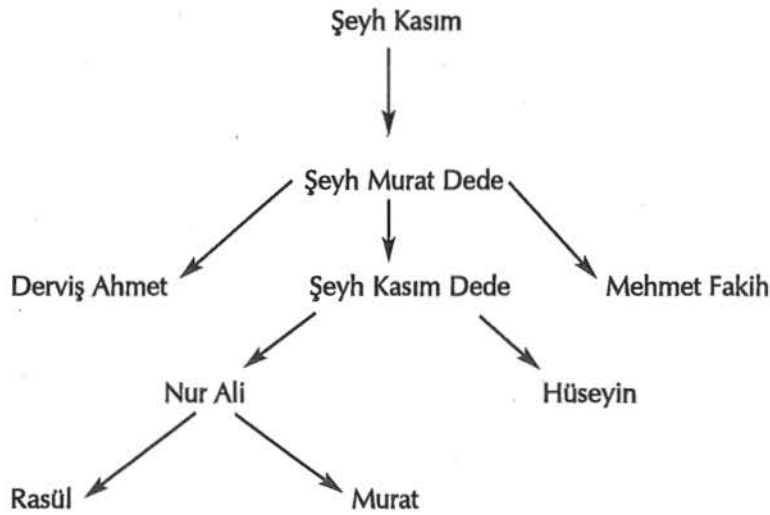 Şeyh Kasım
Şeyh Murat Dede
Derviş Ahmet Şeyh Kasım Dede Mehmet Fakih
Nur Ali Hüseyin
Rasül Murat